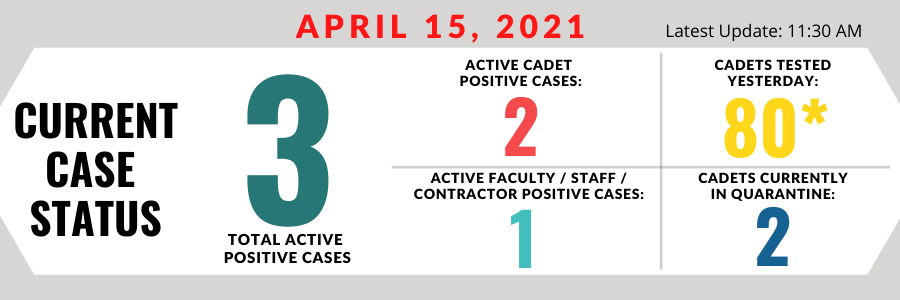 APRIL 15, 2021
Latest Update: 11:30 AM
CURRENT
CASE
STATUS
3
TOTAL ACTIVE
POSITIVE CASES
ACTIVE CADET
POSITIVE CASES:
2
CADETS TESTED
YESTERDAY:
80*
ACTIVE FACULTY / STAFF /
CONTRACTOR POSITIVE CASES:
1
CADETS CURRENTLY
IN QUARANTINE:
2